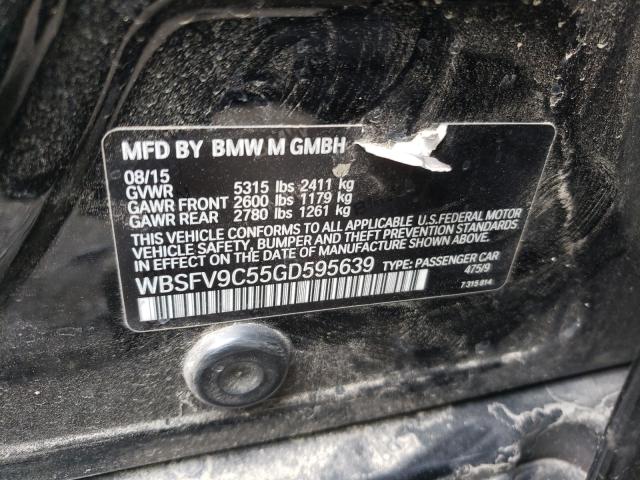 MFD BY BMW M GMBH
08/15
GVWR 5315 lbs 2411 kg
GAWR FRONT 2600 lbs 1179 kg
GAWR REAR 2780 lbs 1261 kg
THIS VEHICLE CONFORMS TO ALL APPLICABLE U.S.FEDERAL MOTOR
VEHICLE SAFETY, BUMPER AND THEFT PREVENTION STANDARDS
IN EFFECT ON THE DATE OF MANUFACTURE SHOWN ABOVE.
WBSFV9C55GD595639 TYPE: PASSENGER CAR
475/9
7 315 814